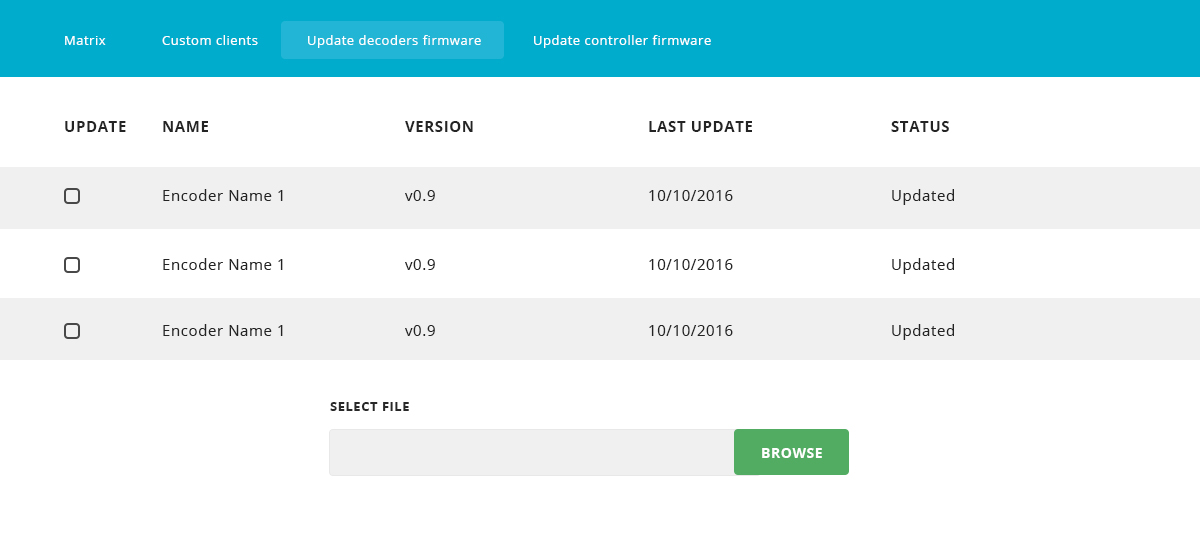 Matrix Custom clients Update decoders firmware Update controller firmware
UPDATE NAME VERSION LAST UPDATE STATUS
Encoder Name 1 v0.9 10/10/2016 Updated
Encoder Name 1 v0.9 10/10/2016 Updated
Encoder Name 1 v0.9 10/10/2016 Updated
SELECT FILE
BROWSE